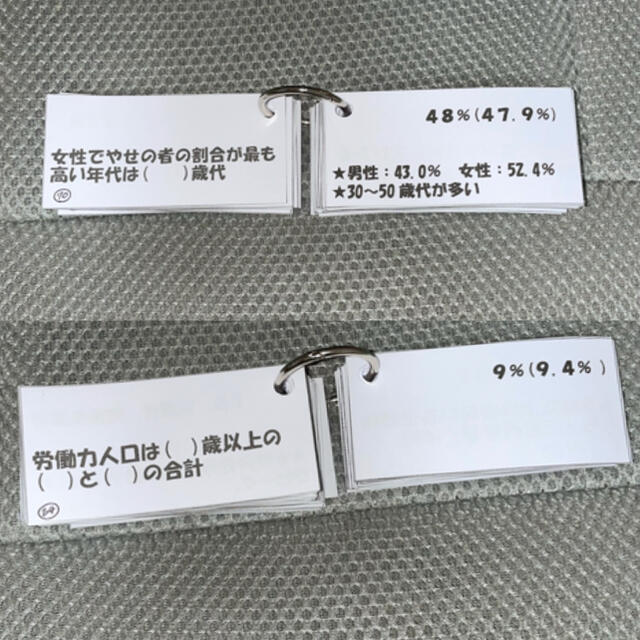 女性でやせの者の割合が最も
高い年代は(　　)歳代
48%(47.9%)
★男性：43.0%　女性：52.4%
★30〜50歳代が多い
労働力人口は(　)歳以上の
(　)と(　)の合計
9%(9.4%)